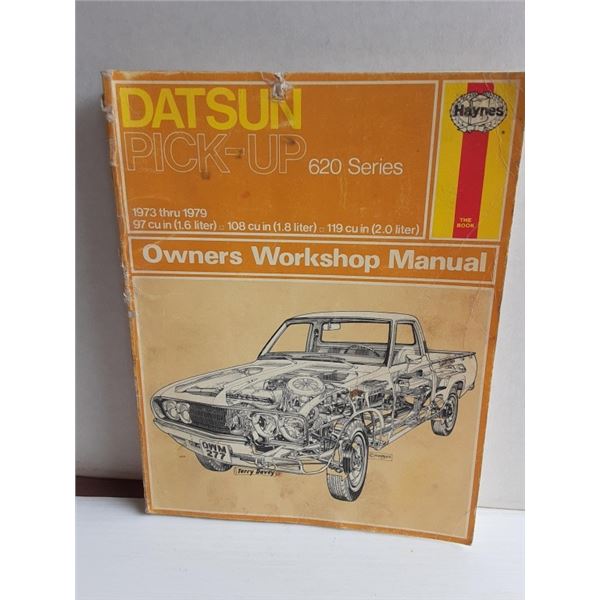 DATSUN
PICK-UP 620 Series
Haynes
®
1973 thru 1979
97 cu in (1.6 liter) □ 108 cu in (1.8 liter) □ 119 cu in (2.0 liter)
THE
BOOK
Owners Workshop Manual
OWM
277
Terry Davey